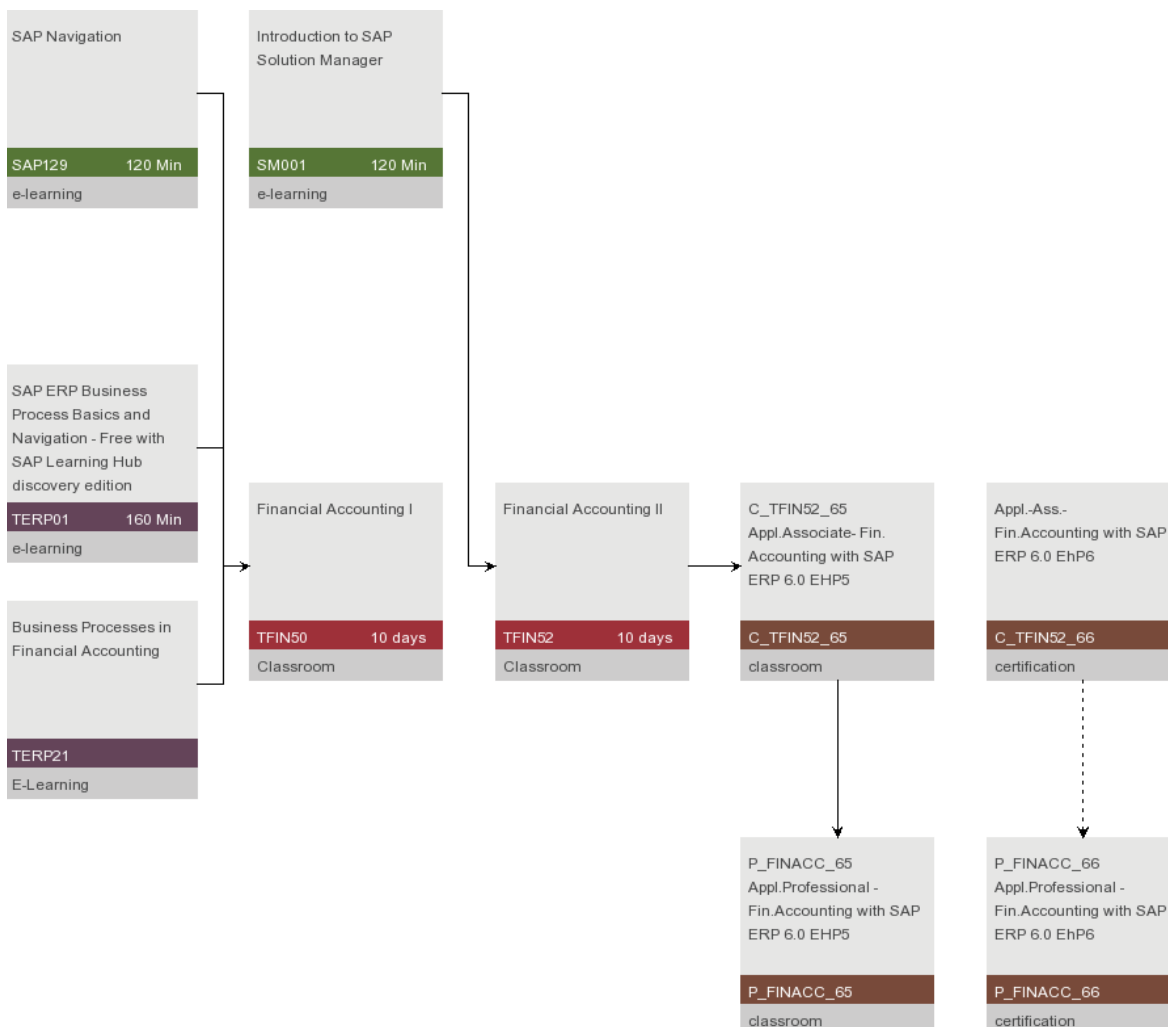 SAP Navigation
SAP129 120 Min
e-learning
Introduction to SAP
Solution Manager
SM001 120 Min
e-learning
SAP ERP Business
Process Basics and
Navigation - Free with
SAP Learning Hub
discovery edition
TERP01 160 Min
e-learning
Business Processes in
Financial Accounting
TERP21
E-Learning
Financial Accounting I
TFIN50 10 days
Classroom
Financial Accounting II
TFIN52 10 days
Classroom
C_TFIN52_65
Appl.Associate- Fin.
Accounting with SAP
ERP 6.0 EHP5
C_TFIN52_65
classroom
Appl.-Ass.-
Fin.Accounting with SAP
ERP 6.0 EhP6
C_TFIN52_66
certification
P_FINACC_65
Appl.Professional -
Fin.Accounting with SAP
ERP 6.0 EHP5
P_FINACC_65
classroom
P_FINACC_66
Appl.Professional -
Fin.Accounting with SAP
ERP 6.0 EhP6
P_FINACC_66
certification